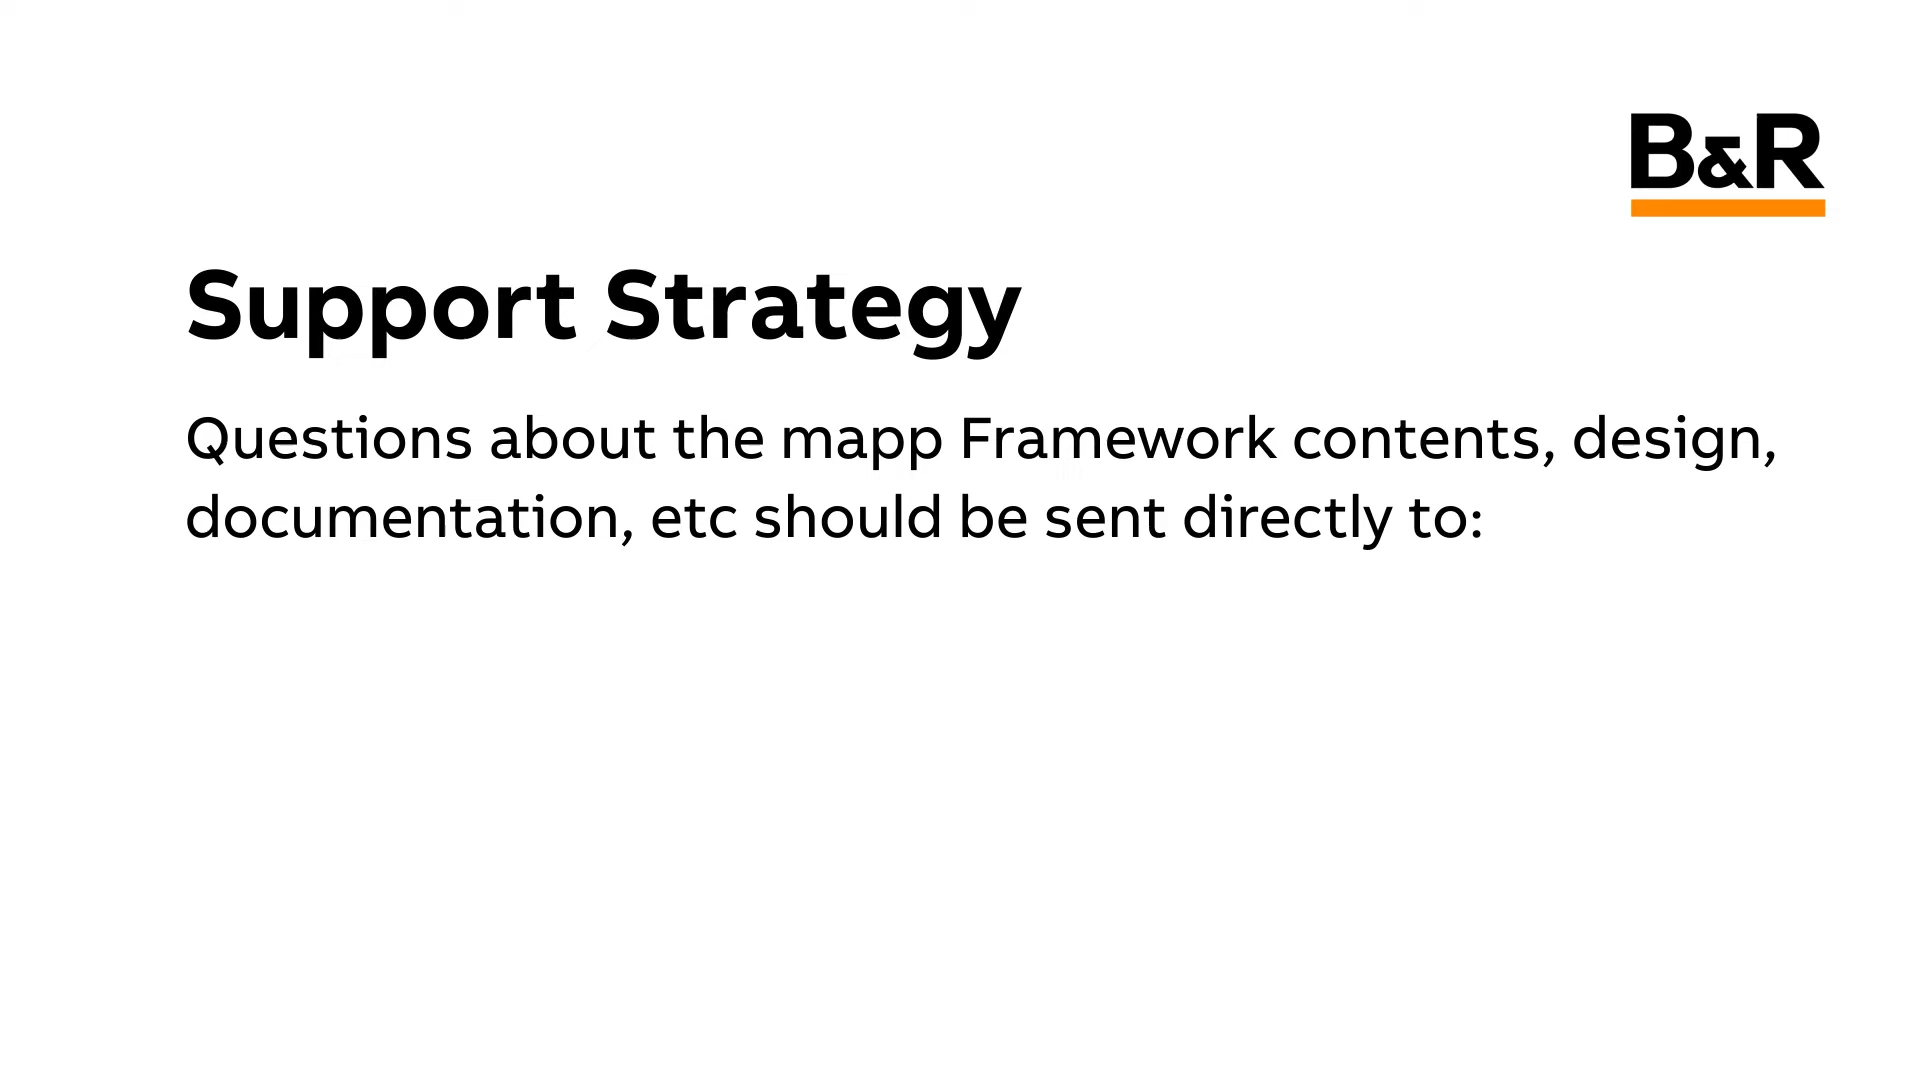 B&R
Support Strategy
Questions about the mapp Framework contents, design,
documentation, etc should be sent directly to: